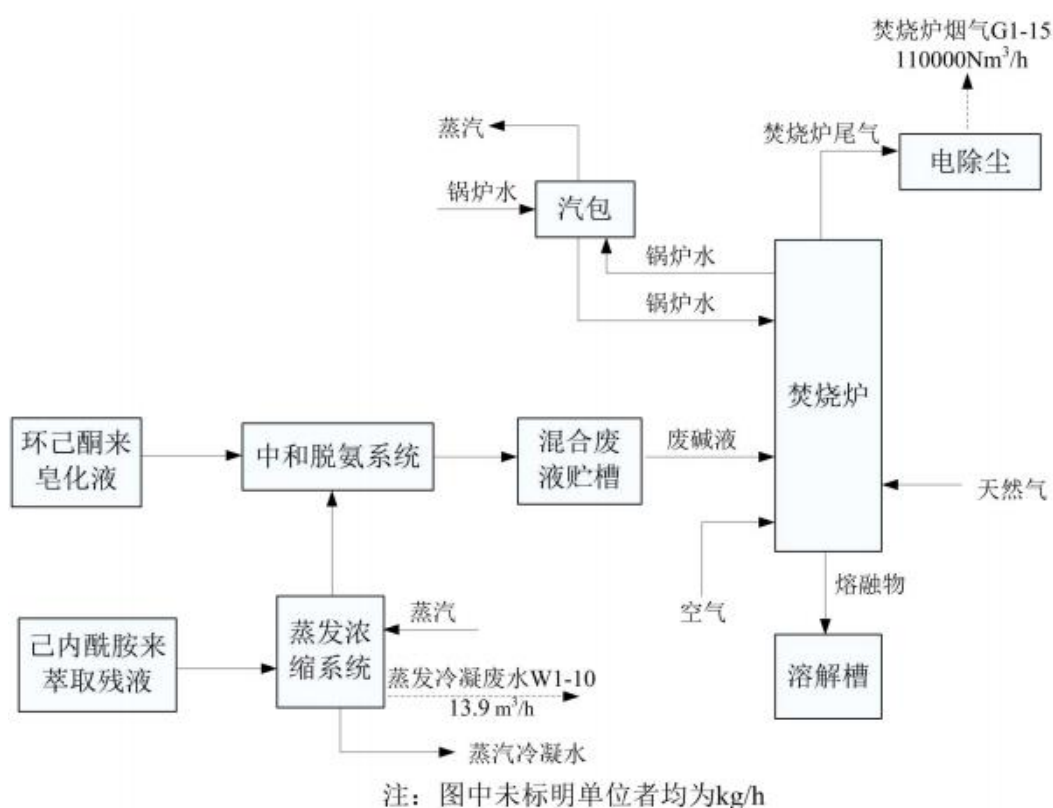 焚烧炉烟气G1-15
110000Nm³/h
蒸汽
焚烧炉尾气
电除尘
锅炉水
汽包
锅炉水
锅炉水
焚烧炉
环己酮来
皂化液
中和脱氨系统
混合废
液贮槽
废碱液
天然气
空气
熔融物
己内酰胺来
萃取残液
蒸发浓
缩系统
蒸汽
蒸发冷凝废水W1-10
13.9 m³/h
溶解槽
蒸汽冷凝水
注：图中未标明单位者均为kg/h